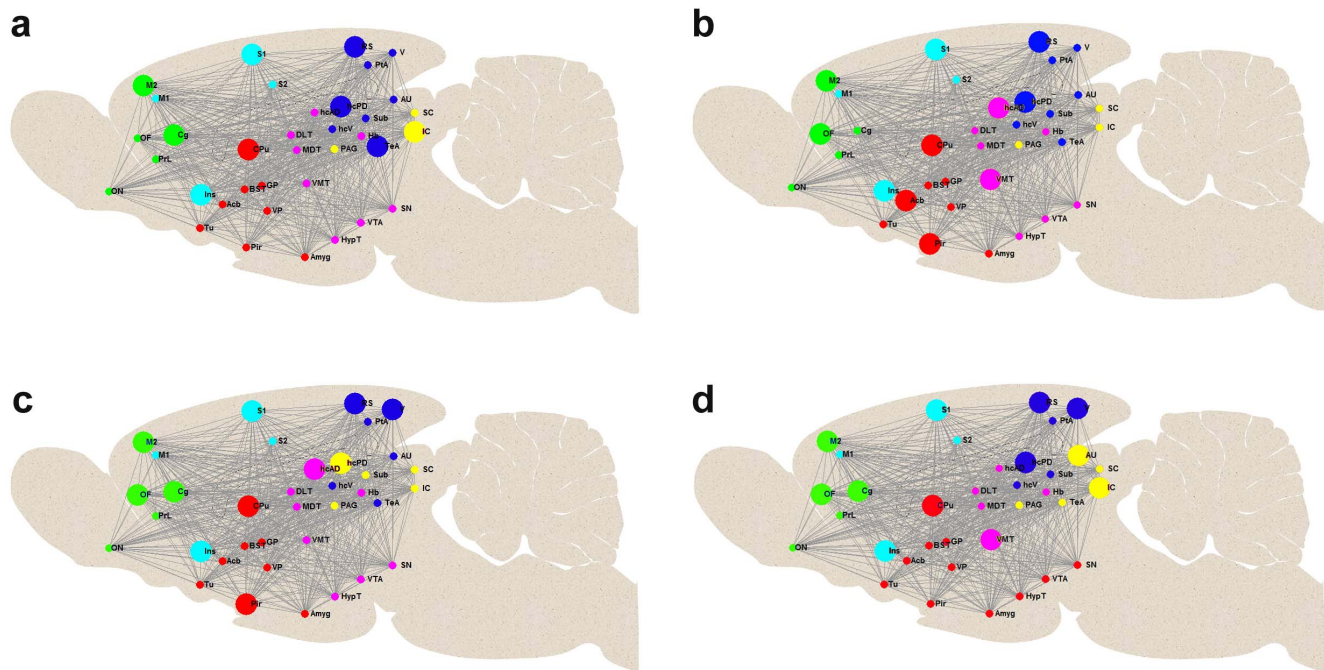 a
S1
RS
V
PtA
M2
M1
S2
hcAD
hcPD
AU
SC
Sub
OF
Cg
DLT
hcV
Hb
IC
PrL
CPu
MDT
PAG
TeA
ON
Ins
BST
GP
VMT
Acb
VP
SN
Tu
VTA
Pir
HypT
Amyg
b
S1
RS
V
PtA
M2
M1
S2
hcAD
hcPD
AU
SC
Sub
OF
Cg
DLT
hcV
Hb
IC
PrL
CPu
MDT
PAG
TeA
ON
Ins
BST
GP
VMT
Acb
VP
SN
Tu
VTA
Pir
HypT
Amyg
c
S1
RS
V
PtA
M2
M1
S2
hcAD
hcPD
AU
SC
Sub
OF
Cg
DLT
hcV
Hb
IC
PrL
CPu
MDT
PAG
TeA
ON
Ins
BST
GP
VMT
Acb
VP
SN
Tu
VTA
Pir
HypT
Amyg
d
S1
RS
V
PtA
M2
M1
S2
hcAD
hcPD
AU
SC
Sub
OF
Cg
DLT
hcV
Hb
IC
PrL
CPu
MDT
PAG
TeA
ON
Ins
BST
GP
VMT
Acb
VP
SN
Tu
VTA
Pir
HypT
Amyg